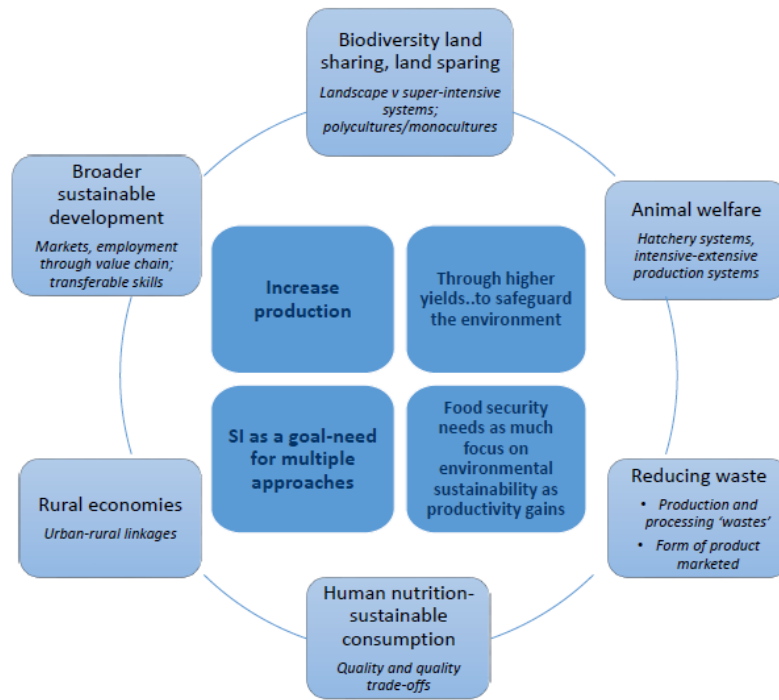 Biodiversity land
sharing, land sparing
Landscape v super-intensive
systems;
polycultures/monocultures
Broader
sustainable
development
Markets, employment
through value chain;
transferable skills
Animal welfare
Hatchery systems,
intensive-extensive
production systems
Increase
production
Through higher
yields..to safeguard
the environment
SI as a goal-need
for multiple
approaches
Food security
needs as much
focus on
environmental
sustainability as
productivity gains
Rural economies
Urban-rural linkages
Reducing waste
• Production and
processing ‘wastes’
• Form of product
marketed
Human nutrition-
sustainable
consumption
Quality and quality
trade-offs